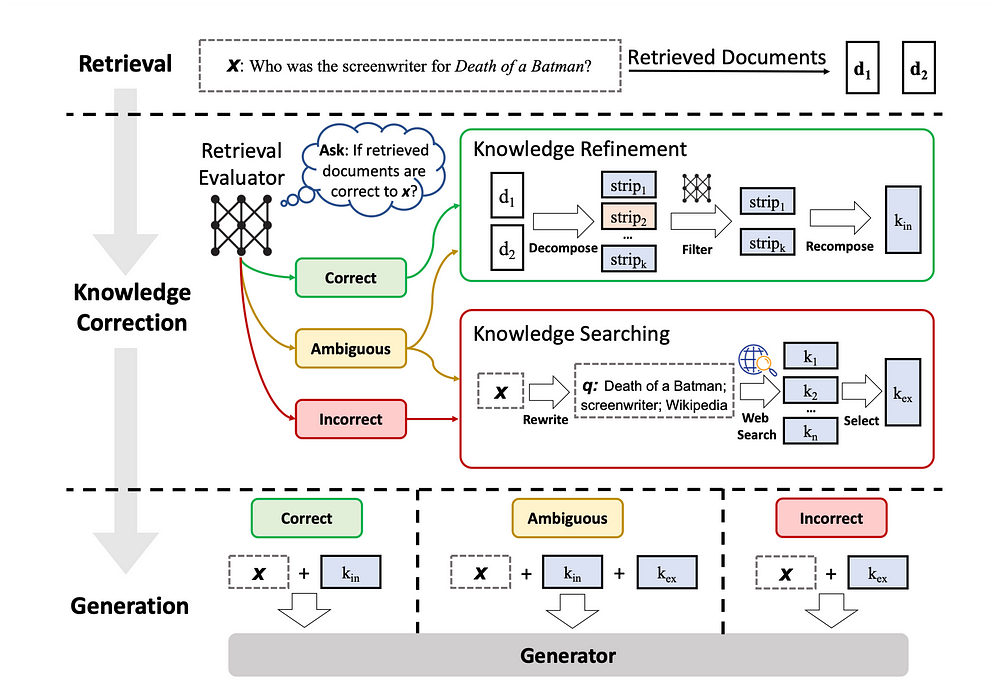 Retrieval
x: Who was the screenwriter for Death of a Batman?
Retrieved Documents
d1
d2
Retrieval
Evaluator
Ask: If retrieved
documents are
correct to x?
Knowledge
Correction
Correct
Ambiguous
Incorrect
Knowledge Refinement
d1
d2
Decompose
strip1
strip2
...
stripk
Filter
strip1
stripk
Recompose
kin
Knowledge Searching
x
Rewrite
q: Death of a Batman;
screenwriter; Wikipedia
Web
Search
k1
k2
...
kn
Select
kex
Generation
Correct
x + kin
Ambiguous
x + kin + kex
Incorrect
x + kex
Generator